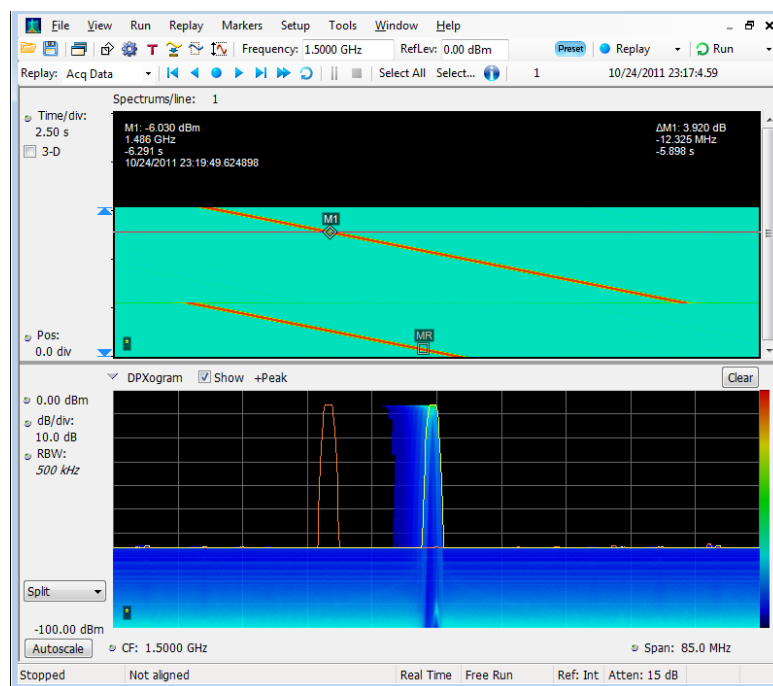 File View Run Replay Markers Setup Tools Window Help
Frequency: 1.5000 GHz RefLev: 0.00 dBm Preset Replay Run
Replay: Acq Data Select All Select... 1 10/24/2011 23:17:4.59
Spectrums/line: 1
Time/div:
2.50 s
3-D
M1: -6.030 dBm
1.486 GHz
-6.291 s
10/24/2011 23:19:49.624898
ΔM1: 3.920 dB
-12.325 MHz
-5.898 s
M1
MR
Pos:
0.0 div
DPXogram Show +Peak Clear
0.00 dBm
dB/div:
10.0 dB
RBW:
500 kHz
Split
-100.00 dBm
Autoscale CF: 1.5000 GHz Span: 85.0 MHz
Stopped Not aligned Real Time Free Run Ref: Int Atten: 15 dB